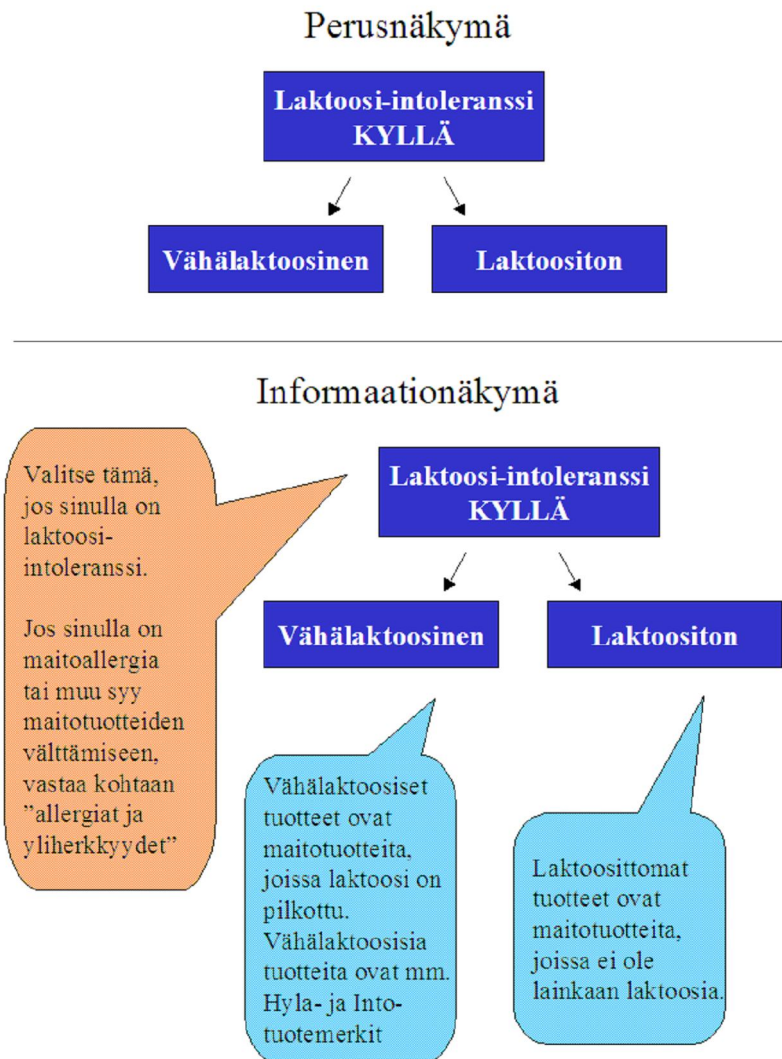 Perusnäkymä
Laktoosi-intoleranssi
KYLLÄ
Vähälaktoosinen
Laktoositon
Informaationäkymä
Valitse tämä,
jos sinulla on
laktoosi-
intoleranssi.
Jos sinulla on
maitoallergia
tai muu syy
maitotuotteiden
välttämiseen,
vastaa kohtaan
”allergiat ja
yliherkkyydet”
Laktoosi-intoleranssi
KYLLÄ
Vähälaktoosinen
Laktoositon
Vähälaktoosiset
tuotteet ovat
maitotuotteita,
joissa laktoosi on
pilkottu.
Vähälaktoosisia
tuotteita ovat mm.
Hyla- ja Into-
tuotemerkit
Laktoosittomat
tuotteet ovat
maitotuotteita,
joissa ei ole
lainkaan laktoosia.